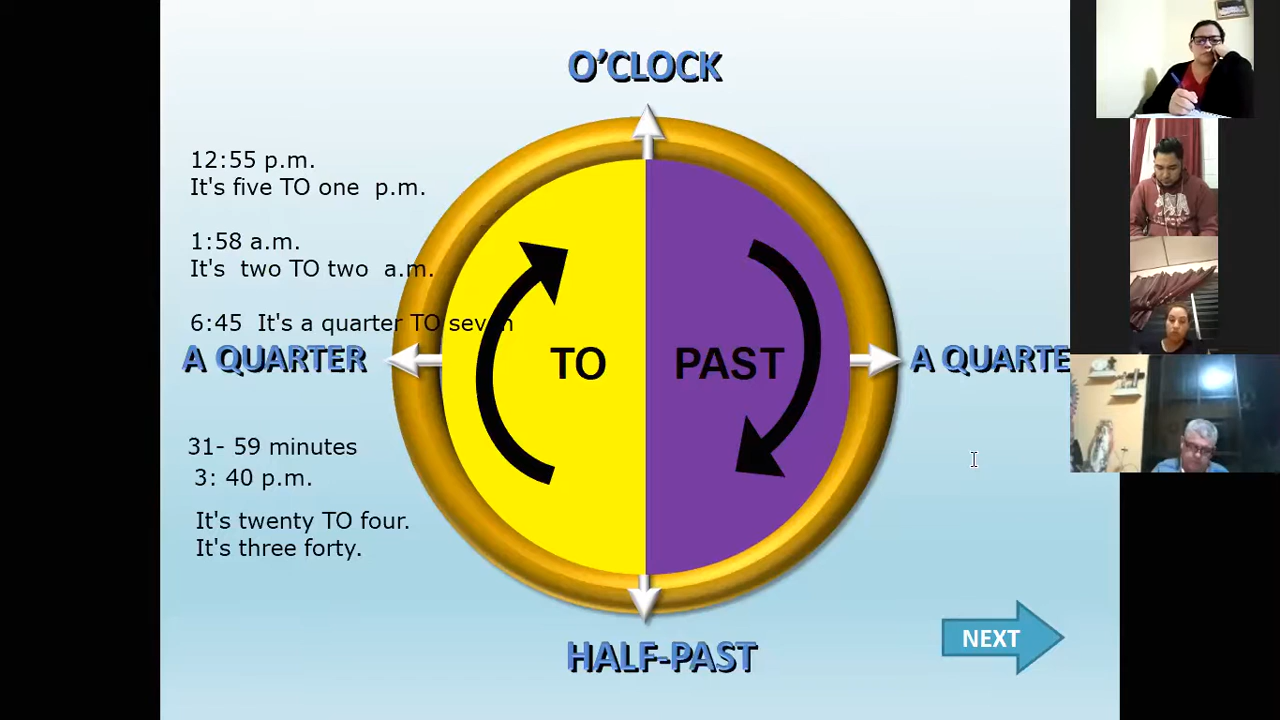 O'CLOCK
12:55 p.m.
It's five TO one p.m.
1:58 a.m.
It's two TO two a.m.
6:45 It's a quarter TO seven
A QUARTER
TO
PAST
A QUARTE
31- 59 minutes
3: 40 p.m.
It's twenty TO four.
It's three forty.
NEXT
HALF-PAST